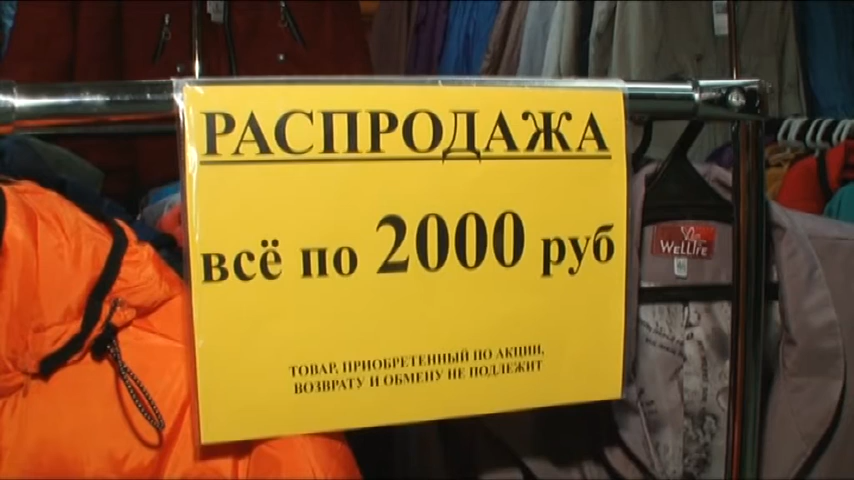 РАСПРОДАЖА
всё по 2000 руб
ТОВАР, ПРИОБРЕТЕННЫЙ ПО АКЦИИ,
ВОЗВРАТУ И ОБМЕНУ НЕ ПОДЛЕЖИТ
WELLIFE